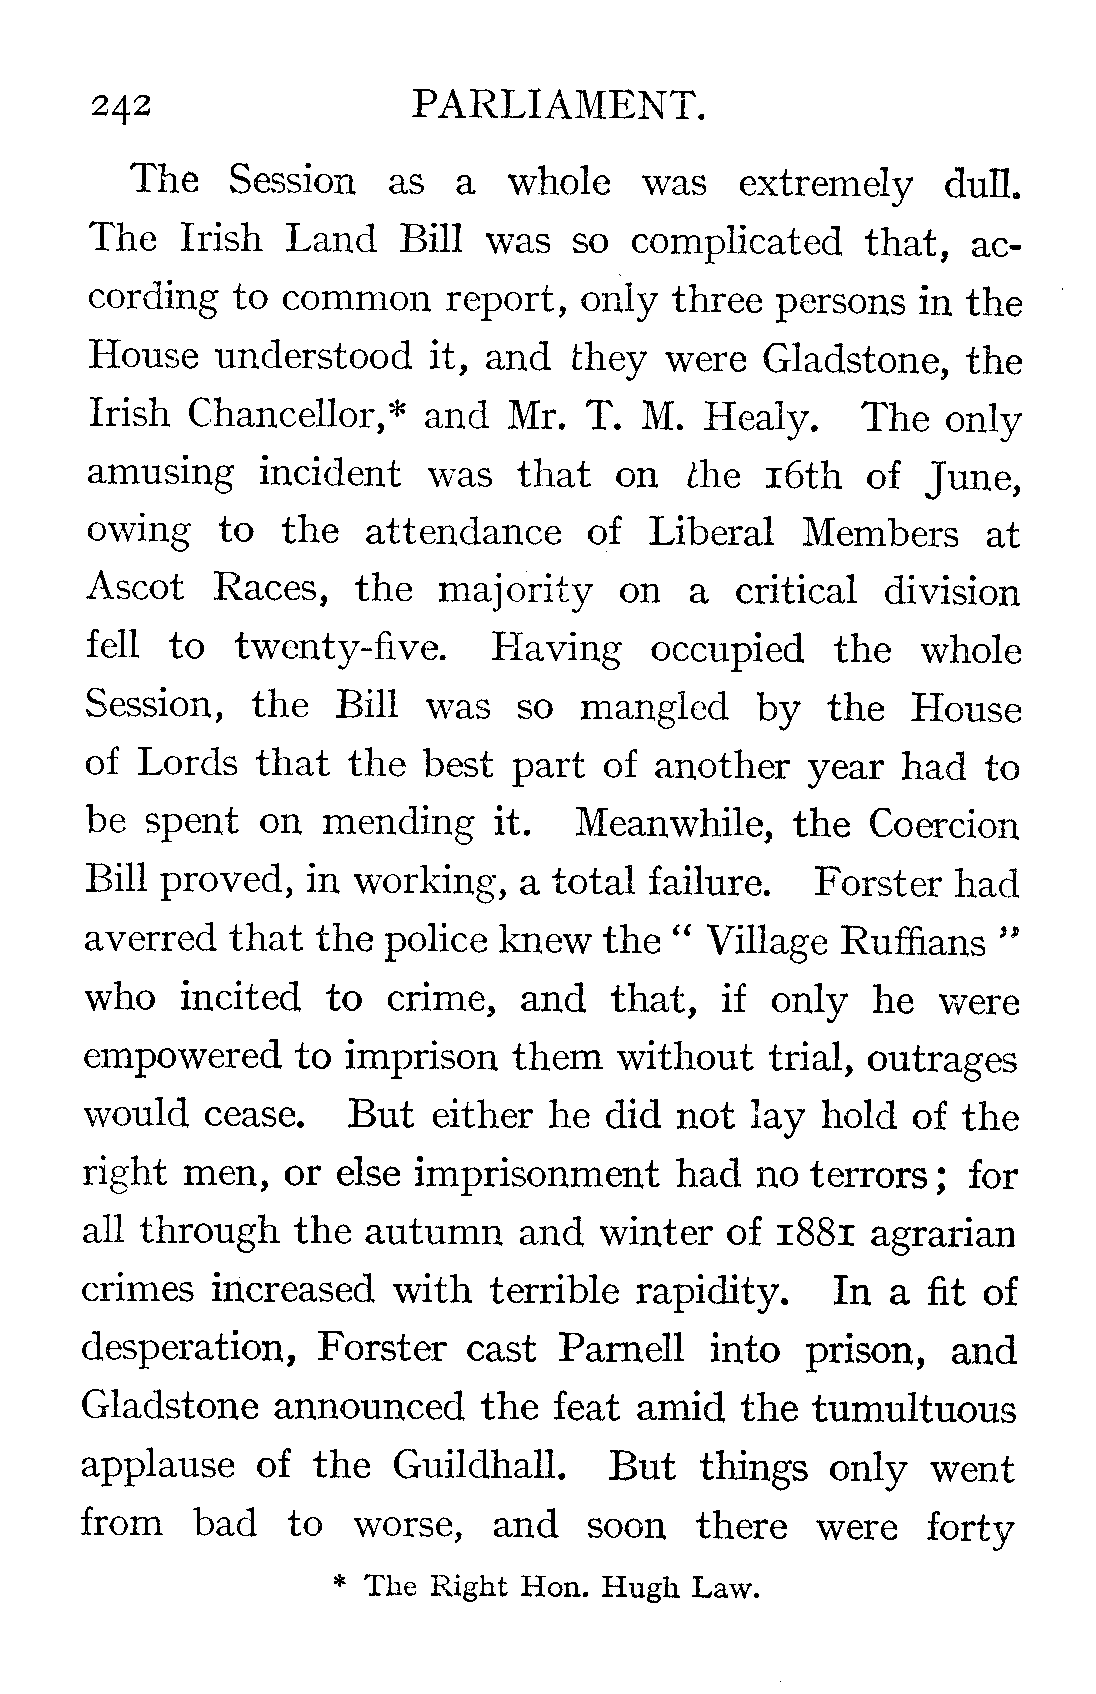 242 PARLIAMENT.
The Session as a whole was extremely dull.
The Irish Land Bill was so complicated that, ac-
cording to common report, only three persons in the
House understood it, and they were Gladstone, the
Irish Chancellor,* and Mr. T. M. Healy. The only
amusing incident was that on the 16th of June,
owing to the attendance of Liberal Members at
Ascot Races, the majority on a critical division
fell to twenty-five. Having occupied the whole
Session, the Bill was so mangled by the House
of Lords that the best part of another year had to
be spent on mending it. Meanwhile, the Coercion
Bill proved, in working, a total failure. Forster had
averred that the police knew the “ Village Ruffians ”
who incited to crime, and that, if only he were
empowered to imprison them without trial, outrages
would cease. But either he did not lay hold of the
right men, or else imprisonment had no terrors ; for
all through the autumn and winter of 1881 agrarian
crimes increased with terrible rapidity. In a fit of
desperation, Forster cast Parnell into prison, and
Gladstone announced the feat amid the tumultuous
applause of the Guildhall. But things only went
from bad to worse, and soon there were forty
* The Right Hon. Hugh Law.